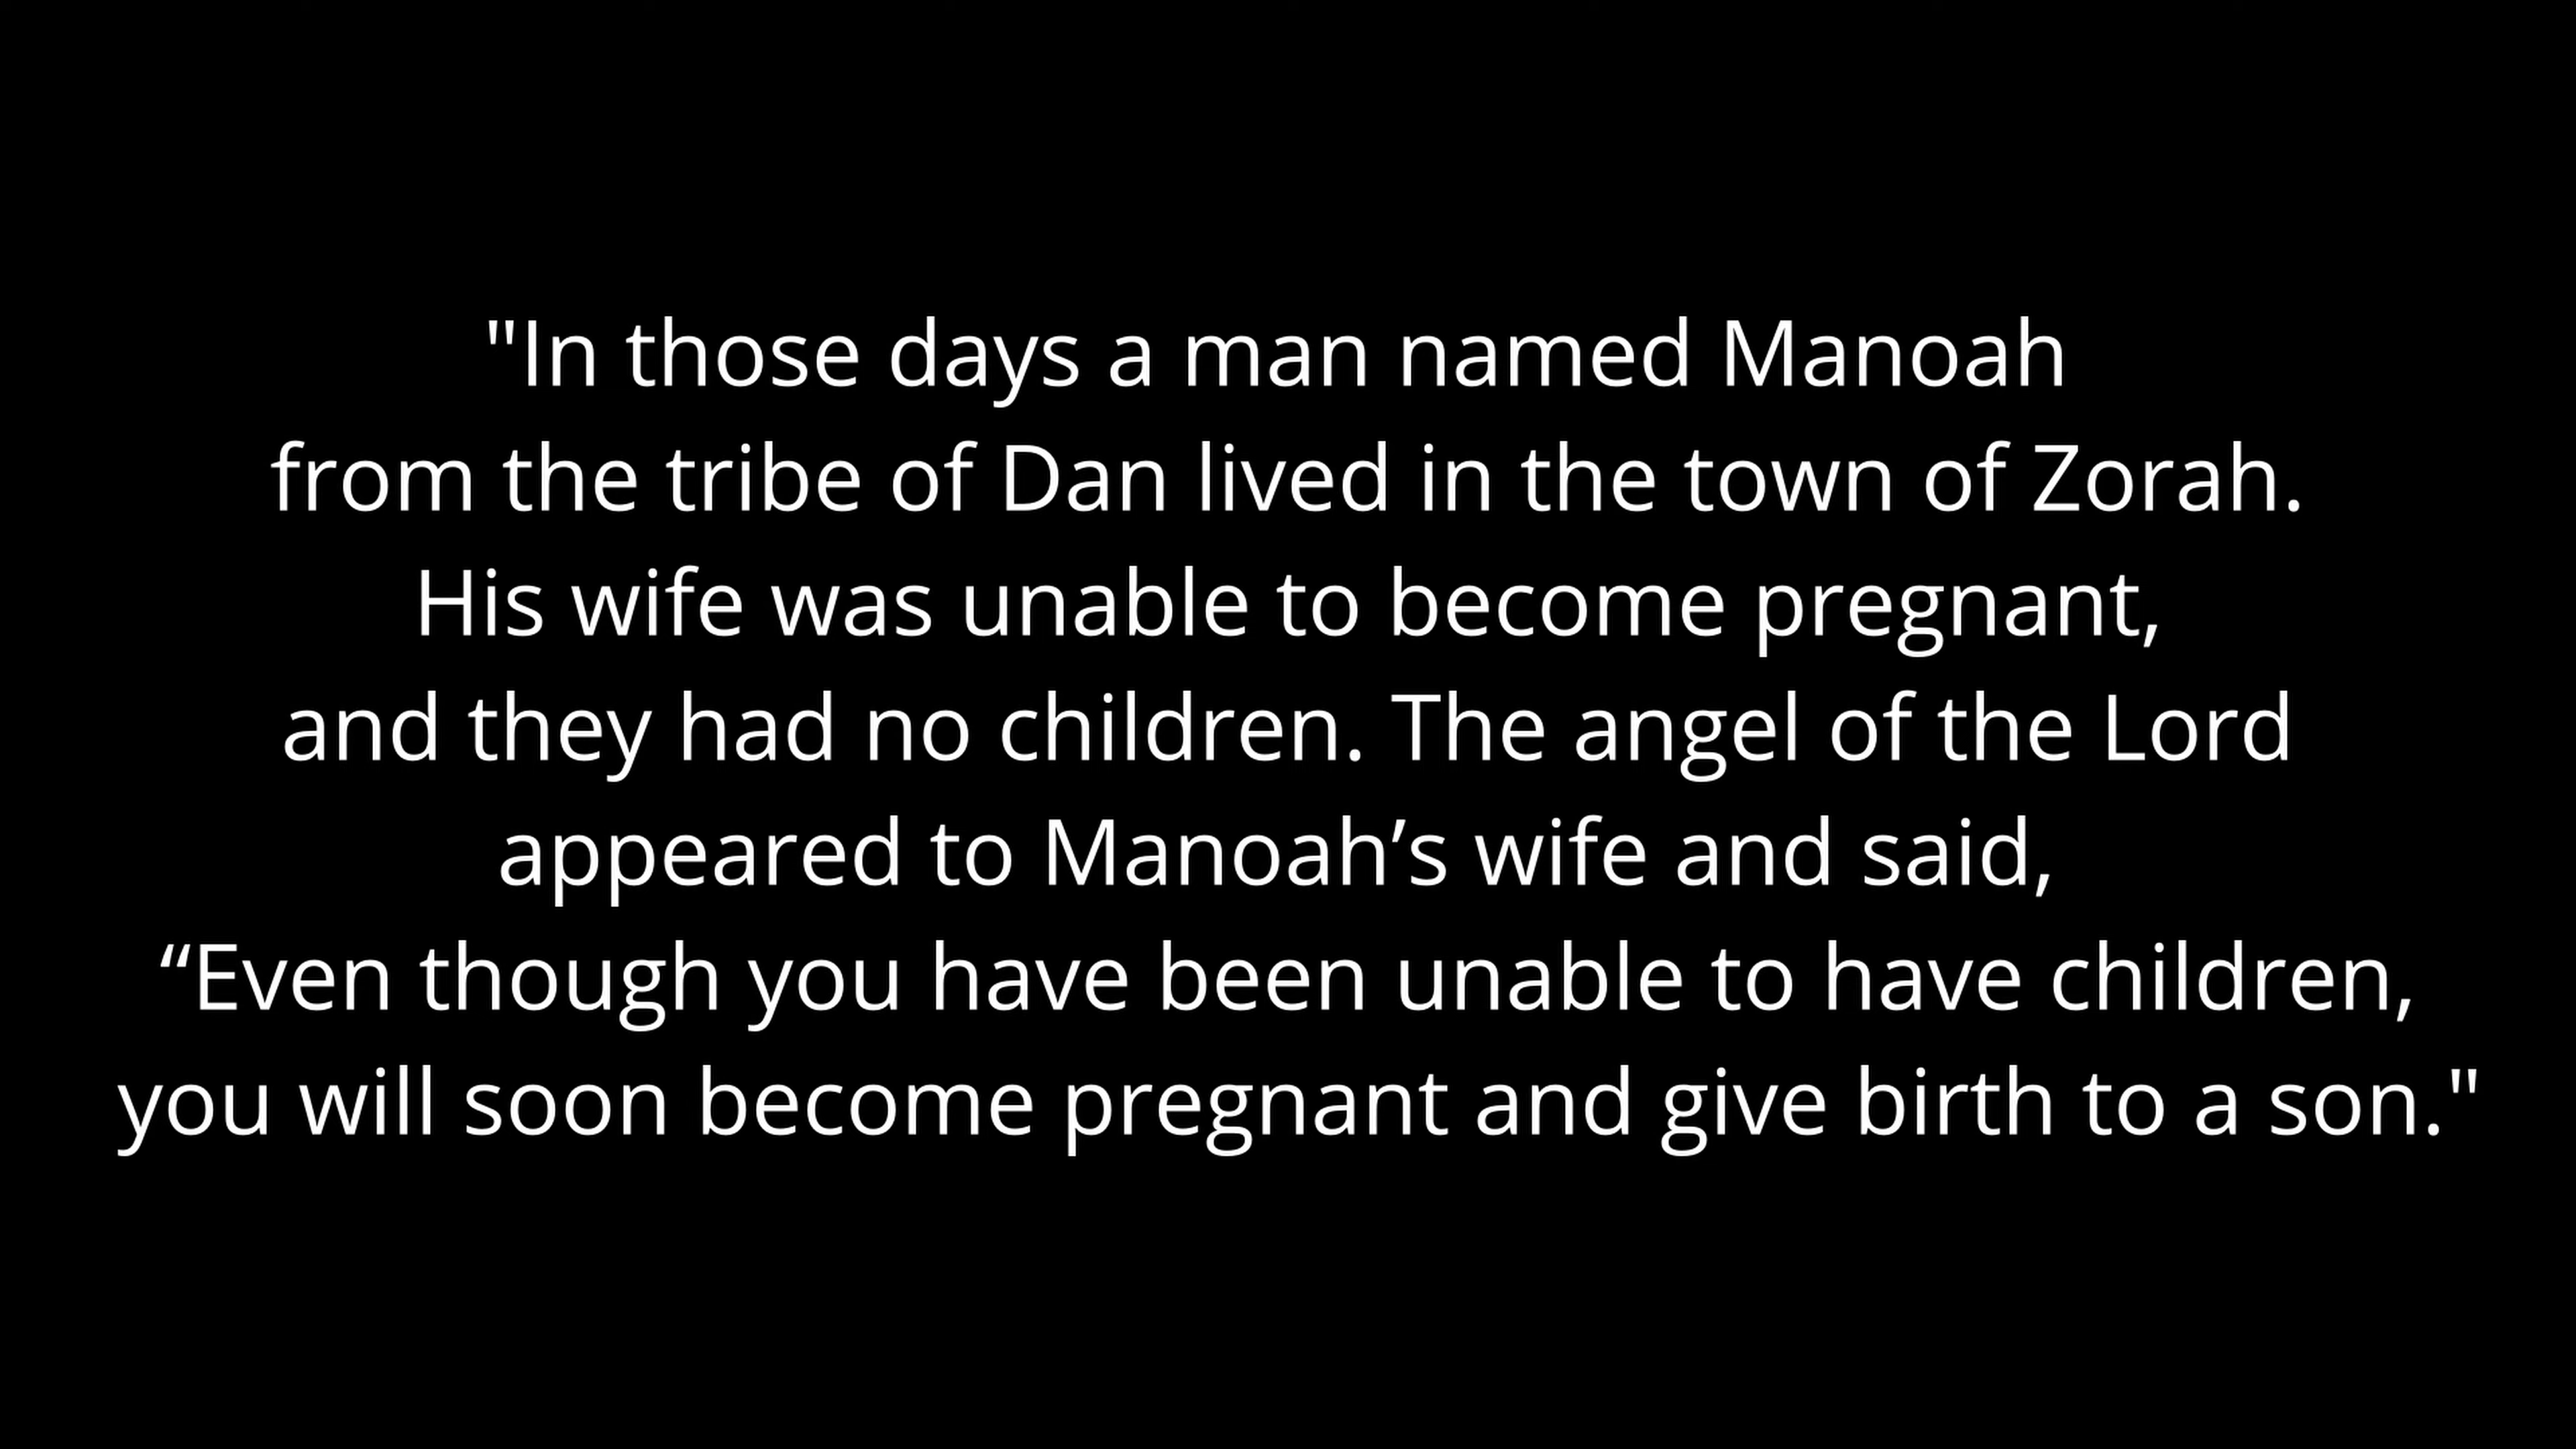 "In those days a man named Manoah
from the tribe of Dan lived in the town of Zorah.
His wife was unable to become pregnant,
and they had no children. The angel of the Lord
appeared to Manoah’s wife and said,
“Even though you have been unable to have children,
you will soon become pregnant and give birth to a son."